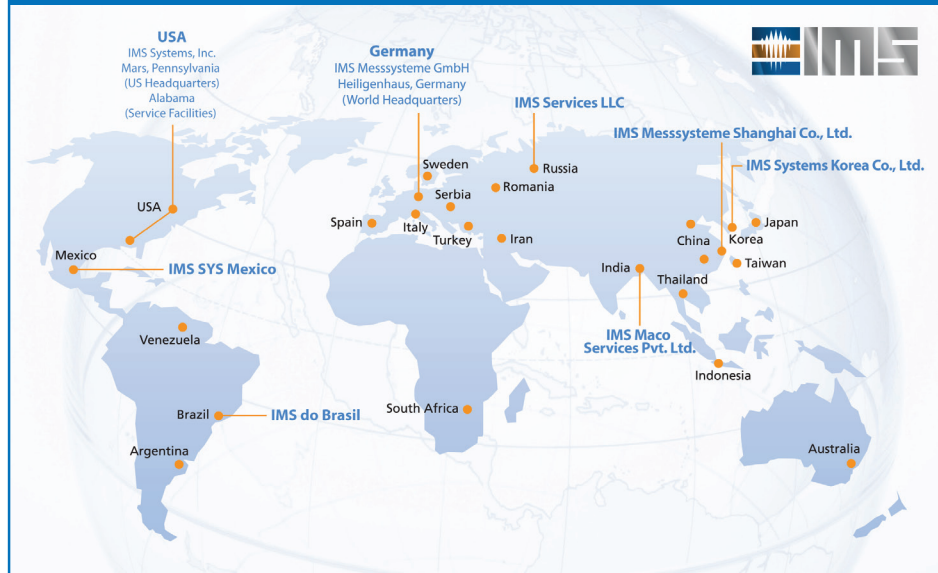 USA
IMS Systems, Inc.
Mars, Pennsylvania
(US Headquarters)
Alabama
(Service Facilities)
Germany
IMS Messsysteme GmbH
Heiligenhaus, Germany
(World Headquarters)
IMS
IMS Services LLC
IMS Messsysteme Shanghai Co., Ltd.
IMS Systems Korea Co., Ltd.
Sweden
Russia
Romania
Serbia
USA
Spain
Italy
Turkey
Iran
China
Korea
Japan
Mexico
IMS SYS Mexico
India
Thailand
Taiwan
Venezuela
IMS Maco
Services Pvt. Ltd.
Indonesia
Brazil
IMS do Brasil
South Africa
Argentina
Australia